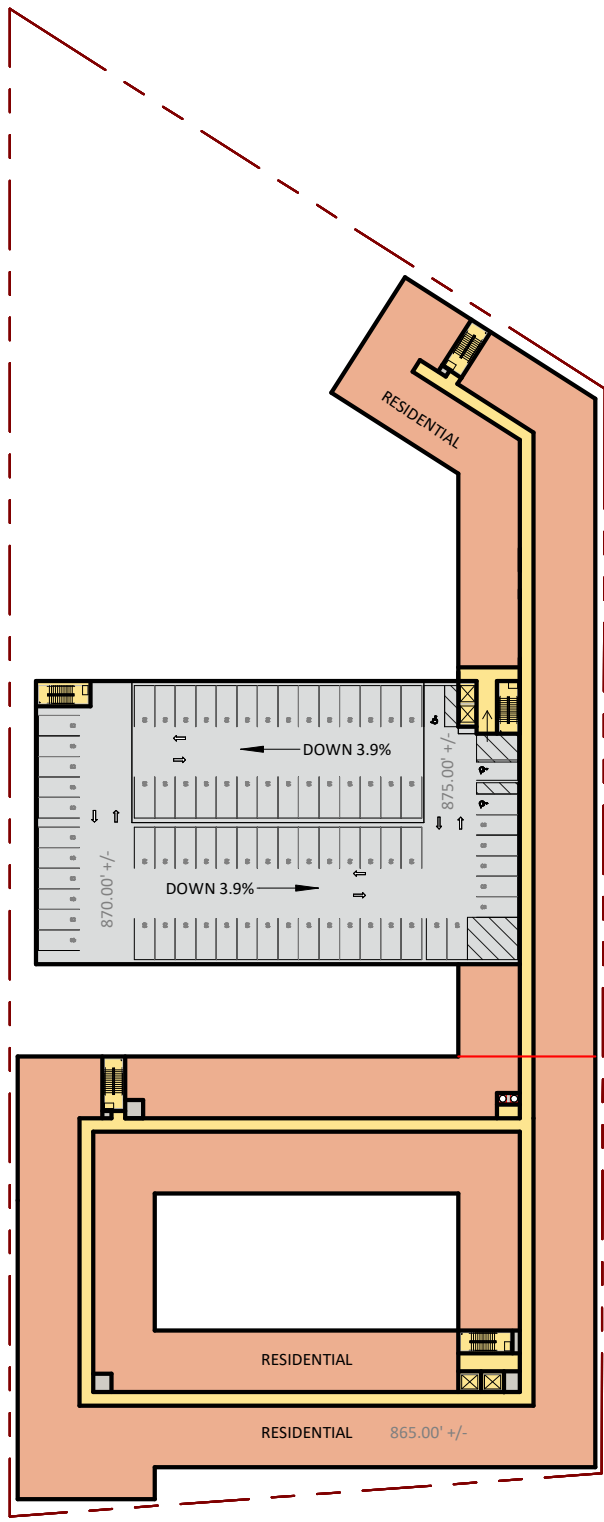 RESIDENTIAL
DOWN 3.9%
875.00' +/-
870.00' +/-
DOWN 3.9%
RESIDENTIAL
RESIDENTIAL 865.00' +/-